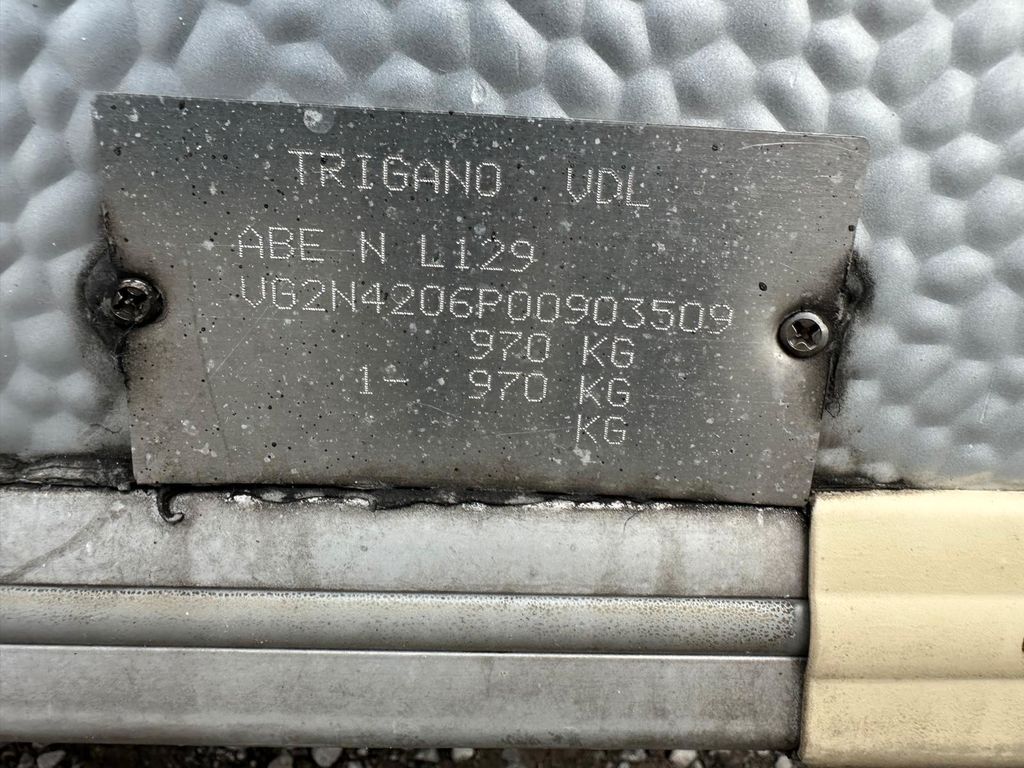 TRIGANO VDL
ABE N L129
VG2N4206P00903509
970 KG
1- 970 KG
KG